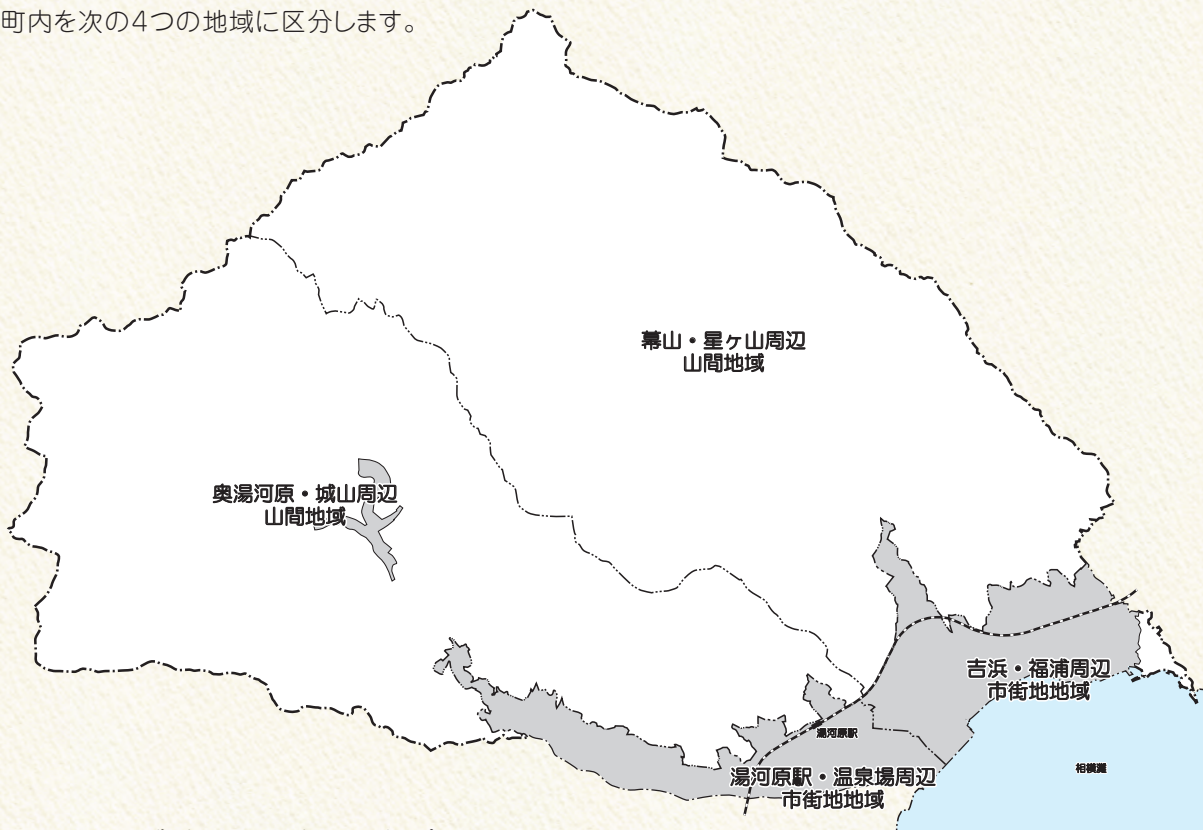 町内を次の4つの地域に区分します。
幕山・星ヶ山周辺
山間地域
奥湯河原・城山周辺
山間地域
吉浜・福浦周辺
市街地地域
湯河原駅
湯河原駅・温泉場周辺
市街地地域
相模灘